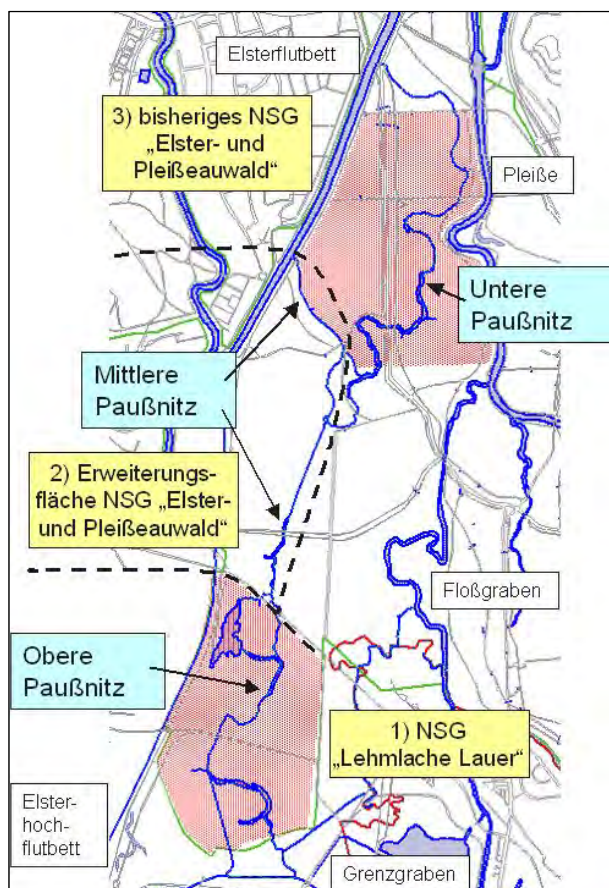 Elsterflutbett
3) bisheriges NSG
„Elster- und
Pleißeauwald“
Pleiße
Untere
Paußnitz
Mittlere
Paußnitz
2) Erweiterungs-
fläche NSG „Elster-
und Pleißeauwald“
Floßgraben
Obere
Paußnitz
1) NSG
„Lehmlache Lauer“
Elster-
hoch-
flutbett
Grenzgraben